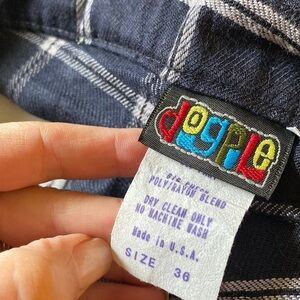 dogpile
POLY/RAYON BLEND
DRY CLEAN ONLY
NO MACHINE WASH
Made in U.S.A.
SIZE 36